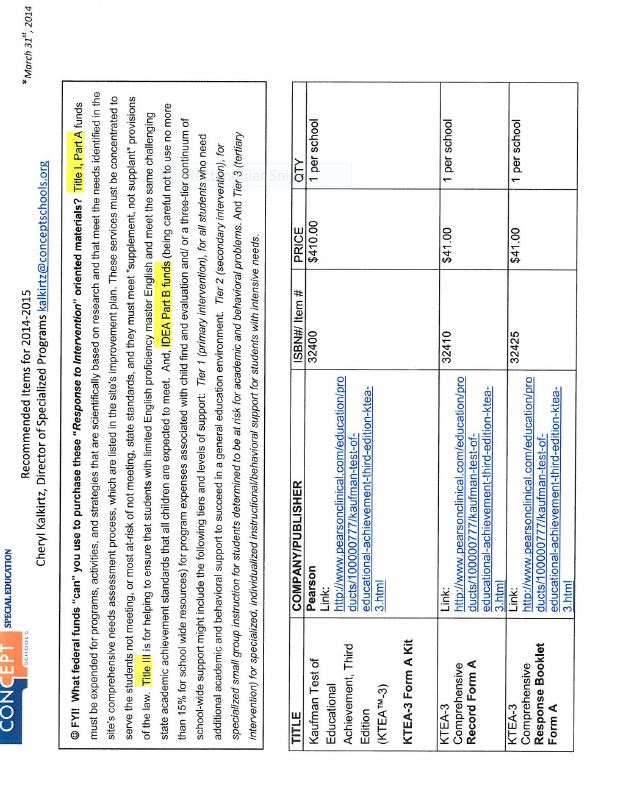 CONCEPT
SCHOOLS
SPECIAL EDUCATION
Recommended Items for 2014-2015
*March 31st, 2014
Cheryl Kalkirtz, Director of Specialized Programs kalkirtz@conceptschools.org
☺ FYI! What federal funds "can" you use to purchase these "Response to Intervention" oriented materials? Title I, Part A funds
must be expended for programs, activities, and strategies that are scientifically based on research and that meet the needs identified in the
site's comprehensive needs assessment process, which are listed in the site's improvement plan. These services must be concentrated to
serve the students not meeting, or most at-risk of not meeting, state standards, and they must meet "supplement, not supplant" provisions
of the law. Title III is for helping to ensure that students with limited English proficiency master English and meet the same challenging
state academic achievement standards that all children are expected to meet. And, IDEA Part B funds (being careful not to use no more
than 15% for school wide resources) for program expenses associated with child find and evaluation and/ or a three-tier continuum of
school-wide support might include the following tiers and levels of support: Tier 1 (primary intervention), for all students who need
additional academic and behavioral support to succeed in a general education environment. Tier 2 (secondary intervention), for
specialized small group instruction for students determined to be at risk for academic and behavioral problems. And Tier 3 (tertiary
intervention) for specialized, individualized instructional/behavioral support for students with intensive needs.
TITLE COMPANY/PUBLISHER ISBN#/ Item # PRICE QTY
Kaufman Test of Pearson 32400 $410.00 1 per school
Educational Link:
Achievement, Third http://www.pearsonclinical.com/education/pro
Edition ducts/100000777/kaufman-test-of-
(KTEA™-3) educational-achievement-third-edition-ktea-
3.html
KTEA-3 Form A Kit
KTEA-3 Link: 32410 $41.00 1 per school
Comprehensive http://www.pearsonclinical.com/education/pro
Record Form A ducts/100000777/kaufman-test-of-
educational-achievement-third-edition-ktea-
3.html
KTEA-3 Link: 32425 $41.00 1 per school
Comprehensive http://www.pearsonclinical.com/education/pro
Response Booklet ducts/100000777/kaufman-test-of-
Form A educational-achievement-third-edition-ktea-
3.html